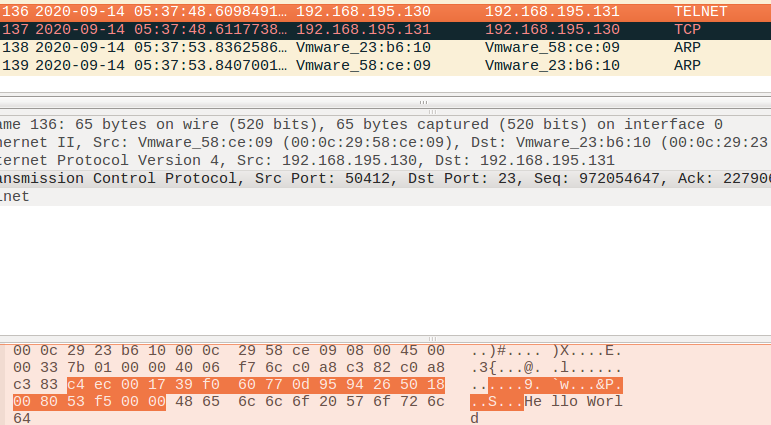 136 2020-09-14 05:37:48.6098491… 192.168.195.130 192.168.195.131 TELNET
137 2020-09-14 05:37:48.6117738… 192.168.195.131 192.168.195.130 TCP
138 2020-09-14 05:37:53.8362586… Vmware_23:b6:10 Vmware_58:ce:09 ARP
139 2020-09-14 05:37:53.8407001… Vmware_58:ce:09 Vmware_23:b6:10 ARP
ame 136: 65 bytes on wire (520 bits), 65 bytes captured (520 bits) on interface 0
hernet II, Src: Vmware_58:ce:09 (00:0c:29:58:ce:09), Dst: Vmware_23:b6:10 (00:0c:29:23
ternet Protocol Version 4, Src: 192.168.195.130, Dst: 192.168.195.131
ansmission Control Protocol, Src Port: 50412, Dst Port: 23, Seq: 972054647, Ack: 227906
lnet
00 0c 29 23 b6 10 00 0c 29 58 ce 09 08 00 45 00 ..)#.... )X....E.
00 33 7b 01 00 00 40 06 f7 6c c0 a8 c3 82 c0 a8 .3{...@. .l......
c3 83 c4 ec 00 17 39 f0 60 77 0d 95 94 26 50 18 ......9. `w...&P.
00 80 53 f5 00 00 48 65 6c 6c 6f 20 57 6f 72 6c ..S...He llo Worl
64 d